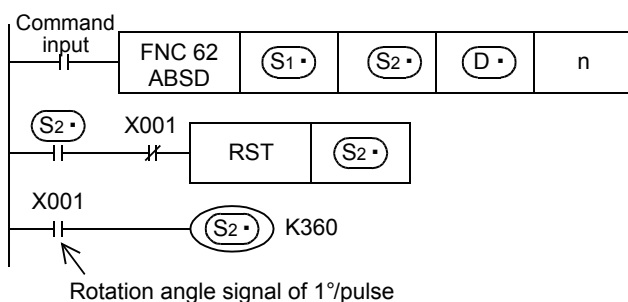 Command
input
FNC 62
ABSD
S1・
S2・
D・
n
S2・
X001
RST
S2・
X001
S2・
K360
Rotation angle signal of 1°/pulse